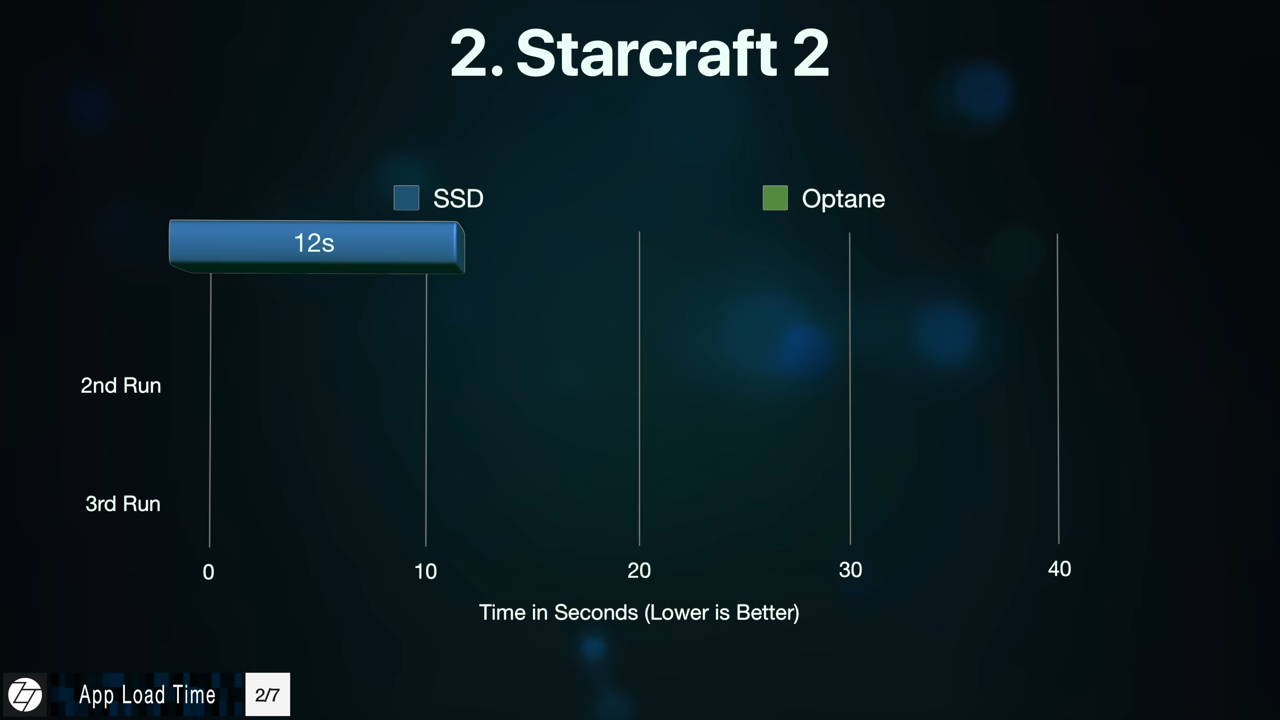 2. Starcraft 2
SSD
Optane
12s
2nd Run
3rd Run
0
10
20
30
40
Time in Seconds (Lower is Better)
App Load Time
2/7